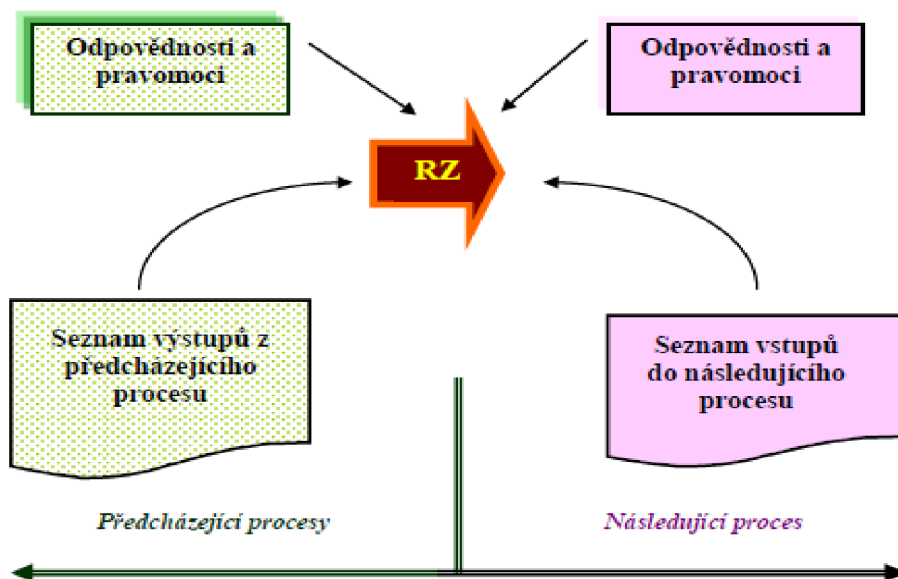 Odpovědnosti a
pravomoci
Odpovědnosti a
pravomoci
RZ
Seznam výstupů z
předcházejícího
procesu
Seznam vstupů
do následujícího
procesu
Předcházející procesy
Následující proces